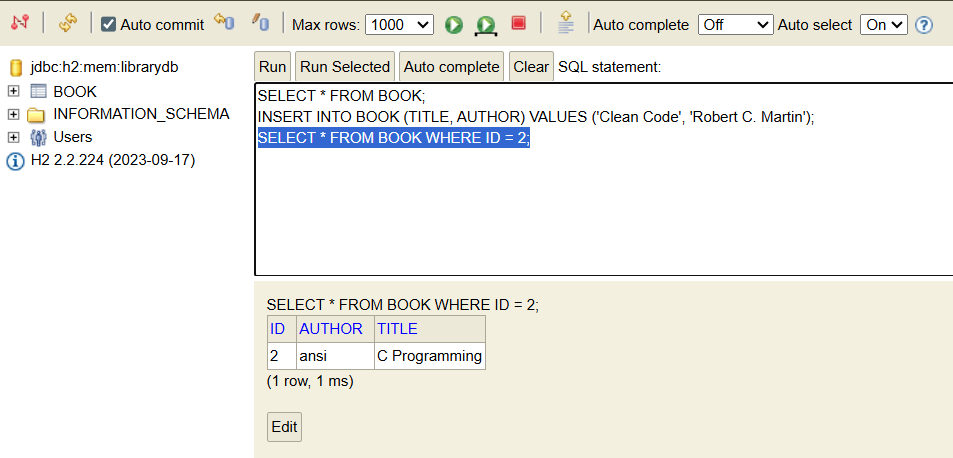 Auto commit Max rows: 1000 Auto complete Off Auto select On ?
jdbc:h2:mem:librarydb
BOOK
INFORMATION_SCHEMA
Users
H2 2.2.224 (2023-09-17)
Run Run Selected Auto complete Clear SQL statement:
SELECT * FROM BOOK;
INSERT INTO BOOK (TITLE, AUTHOR) VALUES ('Clean Code', 'Robert C. Martin');
SELECT * FROM BOOK WHERE ID = 2;
SELECT * FROM BOOK WHERE ID = 2;
ID AUTHOR TITLE
2 ansi C Programming
(1 row, 1 ms)
Edit